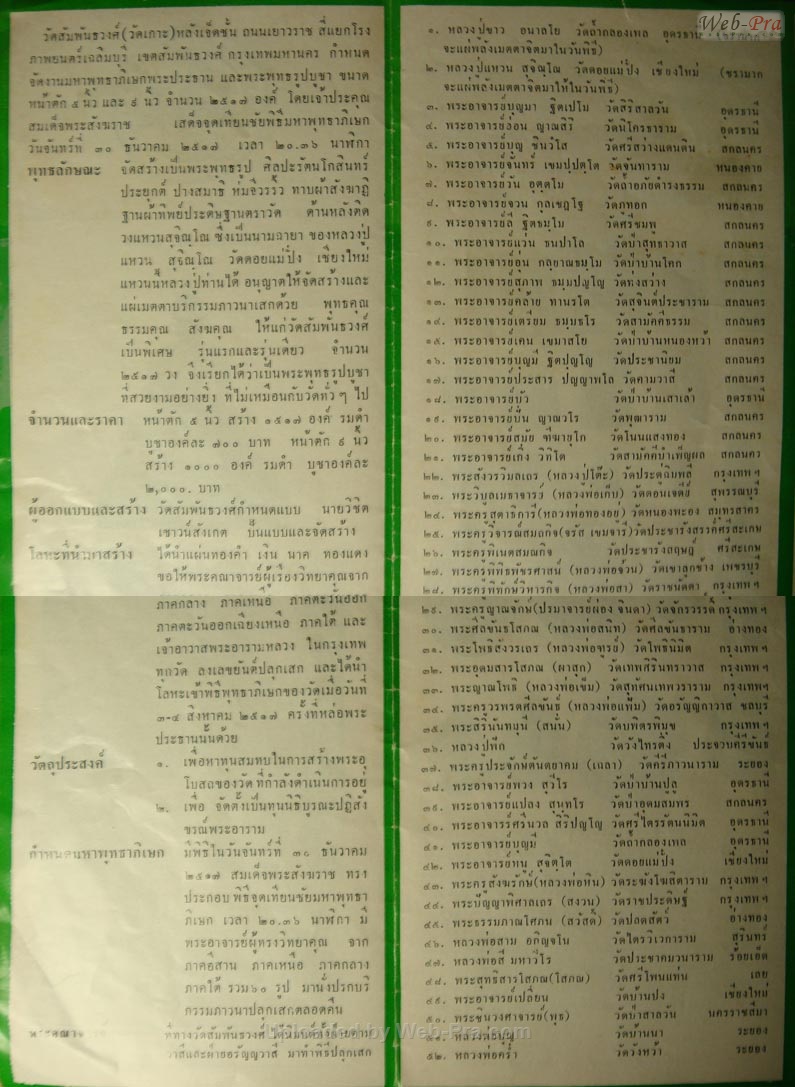 Web-Pra
วัดสัมพันธวงศ์(วัดเกาะ)หลังเจ็ดชั้น ถนนเยาวราช สี่แยกโรง
ภาพยนตร์เฉลิมบุรี เขตสัมพันธวงศ์ กรุงเทพมหานคร กำหนด
จัดงานมหาพุทธาภิเษกพระประธาน และพระพุทธรูปบูชา ขนาด
หน้าตัก ๕ นิ้ว และ ๙ นิ้ว จำนวน ๒๕๑๗ องค์ โดยเจ้าประคุณ
สมเด็จพระสังฆราช เสด็จจุดเทียนชัยพิธีมหาพุทธาภิเษก
วันจันทร์ที่ ๓๐ ธันวาคม ๒๕๑๗ เวลา ๒๐.๓๖ นาฬิกา
พุทธลักษณะ จัดสร้างเป็นพระพุทธรูป ศิลปะรัตนโกสินทร์
ประยุกต์ ปางสมาธิ ห่มจีวรริ้ว ทาบผ้าสังฆาฏิ
ฐานผ้าทิพย์ประดิษฐานตราวัด ด้านหลังติด
วงแหวนสุจิณโณ ซึ่งเป็นนามฉายา ของหลวงปู่
แหวน สุจิณโณ วัดดอยแม่ปั๋ง เชียงใหม่
แหวนนี้หลวงปู่ท่านได้ อนุญาตให้จัดสร้างและ
แผ่เมตตาบริกรรมภาวนาเสกด้วย พุทธคุณ
ธรรมคุณ สังฆคุณ ให้แก่วัดสัมพันธวงศ์
เป็นพิเศษ รุ่นแรกและรุ่นเดียว จำนวน
๒๕๑๗ วง จึงเรียกได้ว่าเป็นพระพุทธรูปบูชา
ที่สวยงามอย่างยิ่ง ที่ไม่เหมือนกับวัดทั่วๆ ไป
จำนวนและราคา หน้าตัก ๕ นิ้ว สร้าง ๑๕๑๗ องค์ รมดำ
บูชาองค์ละ ๗๐๐ บาท หน้าตัก ๙ นิ้ว
สร้าง ๑๐๐๐ องค์ รมดำ บูชาองค์ละ
๒,๐๐๐. บาท
ผู้ออกแบบและสร้าง วัดสัมพันธวงศ์กำหนดแบบ นายวิชิต
เชาวน์สังเกต ปั้นแบบและจัดสร้าง
โลหะที่นำมาสร้าง ได้นำแผ่นทองคำ เงิน นาค ทองแดง
ขอให้พระคณาจารย์ผู้เรืองวิทยาคุณจาก
ภาคกลาง ภาคเหนือ ภาคตะวันออก
ภาคตะวันออกเฉียงเหนือ ภาคใต้ และ
เจ้าอาวาสพระอารามหลวง ในกรุงเทพ
ทุกวัด ลงเลขยันต์ปลุกเสก และได้นำ
โลหะเข้าพิธีพุทธาภิเษกของวัดเมื่อวันที่
๓-๔ สิงหาคม ๒๕๑๗ ครั้งที่หล่อพระ
ประธานนั้นด้วย
วัตถุประสงค์ ๑. เพื่อหาทุนสมทบในการสร้างพระอุ
โบสถของวัด ที่กำลังดำเนินการอยู่
๒. เพื่อ จัดตั้งเป็นทุนนิธิบูรณะปฏิสัง
ขรณ์พระอาราม
กำหนดมหาพุทธาภิเษก มีพิธีในวันจันทร์ที่ ๓๐ ธันวาคม
๒๕๑๗ สมเด็จพระสังฆราช ทรง
ประกอบ พิธีจุดเทียนชัยมหาพุทธา
ภิเษก เวลา ๒๐.๓๖ นาฬิกา มี
พระอาจารย์ผู้ทรงวิทยาคุณ จาก
ภาคอีสาน ภาคเหนือ ภาคกลาง
ภาคใต้ รวม๖๐ รูป มานั่งปรกบริ
กรรมภาวนาปลุกเสกตลอดคืน
ที่ทางวัดสัมพันธวงศ์ ได้นิมนต์ทั้งฝ่ายคาม
วาสีและฝ่ายอรัญญวาสี มาทำพิธีปลุกเสก
๑. หลวงปู่ขาว อนาลโย วัดถ้ำกลองเพล อุดรธานี
จะแผ่พลังเมตตาจิตมาในวันพิธี)
๒. หลวงปู่แหวน สุจิณโณ วัดดอยแม่ปั๋ง เชียงใหม่ (ชรามาก
จะแผ่พลังเมตตาจิตมาให้ในวันพิธี)
๓. พระอาจารย์บุญมา ฐิตเปโม วัดสิริสาลวัน อุดรธานี
๔. พระอาจารย์อ่อน ญาณสิริ วัดนิโครธาราม อุดรธานี
๕. พระอาจารย์บุญ ชินวํโส วัดศรีสว่างแดนดิน สกลนคร
๖. พระอาจารย์จันทร์ เขมปตฺโต วัดจันทาราม หนองคาย
๗. พระอาจารย์วัน อุตฺตโม วัดถ้ำอภัยดำรงธรรม สกลนคร
๘. พระอาจารย์จวน กุลเชฏโฐ วัดภูทอก หนองคาย
๙. พระอาจารย์ลี ฐิตธมฺโม วัดศรีชมพู สกลนคร
๑๐. พระอาจารย์แว่น ธนปาโล วัดป่าสุทธาวาส สกลนคร
๑๑. พระอาจารย์อุ่น กลฺยาณธมฺโม วัดป่าบ้านโคก สกลนคร
๑๒. พระอาจารย์สุภาพ ธมฺมปญฺโญ วัดทุ่งสว่าง สกลนคร
๑๓. พระอาจารย์คล้าย ทานรโต วัดสุจินต์ประชาราม สกลนคร
๑๔. พระอาจารย์เตรียม ธมฺมธโร วัดสามัคคีธรรม สกลนคร
๑๕. พระอาจารย์เคน เขมาสโย วัดป่าบ้านหนองหว้า สกลนคร
๑๖. พระอาจารย์บุญมี ฐิตปุญฺโญ วัดประชานิยม สกลนคร
๑๗. พระอาจารย์ประสาร ปญฺญาพโล วัดคามวาสี สกลนคร
๑๘. พระอาจารย์บัว วัดป่าบ้านเสาเล้า อุดรธานี
๑๙. พระอาจารย์ปั่น ญาณวโร วัดพุฒาราม สกลนคร
๒๐. พระอาจารย์สมัย ทีฆายุโก วัดโนนแสงทอง สกลนคร
๒๑. พระอาจารย์เก่ง วิทิโต วัดสามัคคีบำเพ็ญผล สกลนคร
๒๒. พระสังวรวิมลเถร (หลวงปู่โต๊ะ) วัดประดู่ฉิมพลี กรุงเทพฯ
๒๓. พระวิบูลเมธาจารย์ (หลวงพ่อเก็บ) วัดดอนเจดีย์ สุพรรณบุรี
๒๔. พระครูสุตาธิการี(หลวงพ่อทองอยู่) วัดหนองพะอง สมุทรสาคร
๒๕. พระครูวิจารณ์สมถกิจ(จรัส เขมจารี)วัดประชารังสรรค์ศรีสะเกษ
๒๖. พระครูพิเนตสมณกิจ วัดประชารังสฤษฎ์ ศรีสะเกษ
๒๗. พระครูพิพิธพัชรศาสน์ (หลวงพ่อจ้วน) วัดเขาลูกช้าง เพชรบุรี
๒๘. พระครูพิทักษ์วิหารกิจ (หลวงพ่อสา) วัดราชนัดดา กรุงเทพฯ
๒๙. พระครูญาณจักษ์(ปรมาจารย์ผ่อง จินดา) วัดจักรวรรดิ์ กรุงเทพฯ
๓๐. พระศีลขันธโสภณ (หลวงพ่อสนิท) วัดศีลขันธาราม อ่างทอง
๓๑. พระโพธิสังวรเถร (หลวงพ่อฑูรย์) วัดโพธินิมิต กรุงเทพฯ
๓๒. พระอุดมสารโสภณ (ผาสุก) วัดเทพศิรินทราวาส กรุงเทพฯ
๓๓. พระญาณโพธิ (หลวงพ่อเข็ม) วัดสุทัศนเทพวราราม กรุงเทพฯ
๓๔. พระครูวรพรตศีลขันธ์ (หลวงพ่อแฟ้ม) วัดอรัญญิกาวาส ชลบุรี
๓๕. พระสิรินันทมุนี (สนั่น) วัดบพิตรพิมุข กรุงเทพฯ
๓๖. หลวงปู่พัก วัดวังไทรติ่ง ประจวบคีรีขันธ์
๓๗. พระครูประจักษ์ตันตยาคม (เถลา) วัดคีรีภาวนาราม ระยอง
๓๘. พระอาจารย์พวง สุวีโร วัดป่าบ้านปูลู อุดรธานี
๓๙. พระอาจารย์แปลง สุนฺทโร วัดป่าอุดมสมพร สกลนคร
๔๐. พระอาจารย์ศรีนวล สิริปญฺโญ วัดศรีไตรรัตนนิมิต อุดรธานี
๔๑. พระอาจารย์บุญมี วัดถ้ำกลองเพล อุดรธานี
๔๒. พระอาจารย์หนู สุจิตฺโต วัดดอยแม่ปั๋ง เชียงใหม่
๔๓. พระครูสังฆรักษ์(หลวงพ่อหิน) วัดระฆังโฆสิตาราม กรุงเทพฯ
๔๔. พระปัญญาพิศาลเถร (สงวน) วัดราชประดิษฐ์ กรุงเทพฯ
๔๕. พระธรรมภาณโศภน (สวัสดิ์) วัดปลดสัตว์ อ่างทอง
๔๖. หลวงพ่อสาม อกิญฺจโน วัดไตรวิเวการาม สุรินทร์
๔๗. หลวงพ่อสี มหาวีโร วัดประชาคมวนาราม ร้อยเอ็ด
๔๘. พระสุทธิสารโสภณ(โสภณ) วัดศรีโพนแท่น เลย
๔๙. พระอาจารย์เปลี่ยน วัดบ้านปง เชียงใหม่
๕๐. พระชินวงศาจารย์(พุธ) วัดป่าสาลวัน นครราชสีมา
วัดบ้านนา ระยอง
๕๒. หลวงพ่อคร่ำ วัดวังหว้า ระยอง
by Web-Pra.com